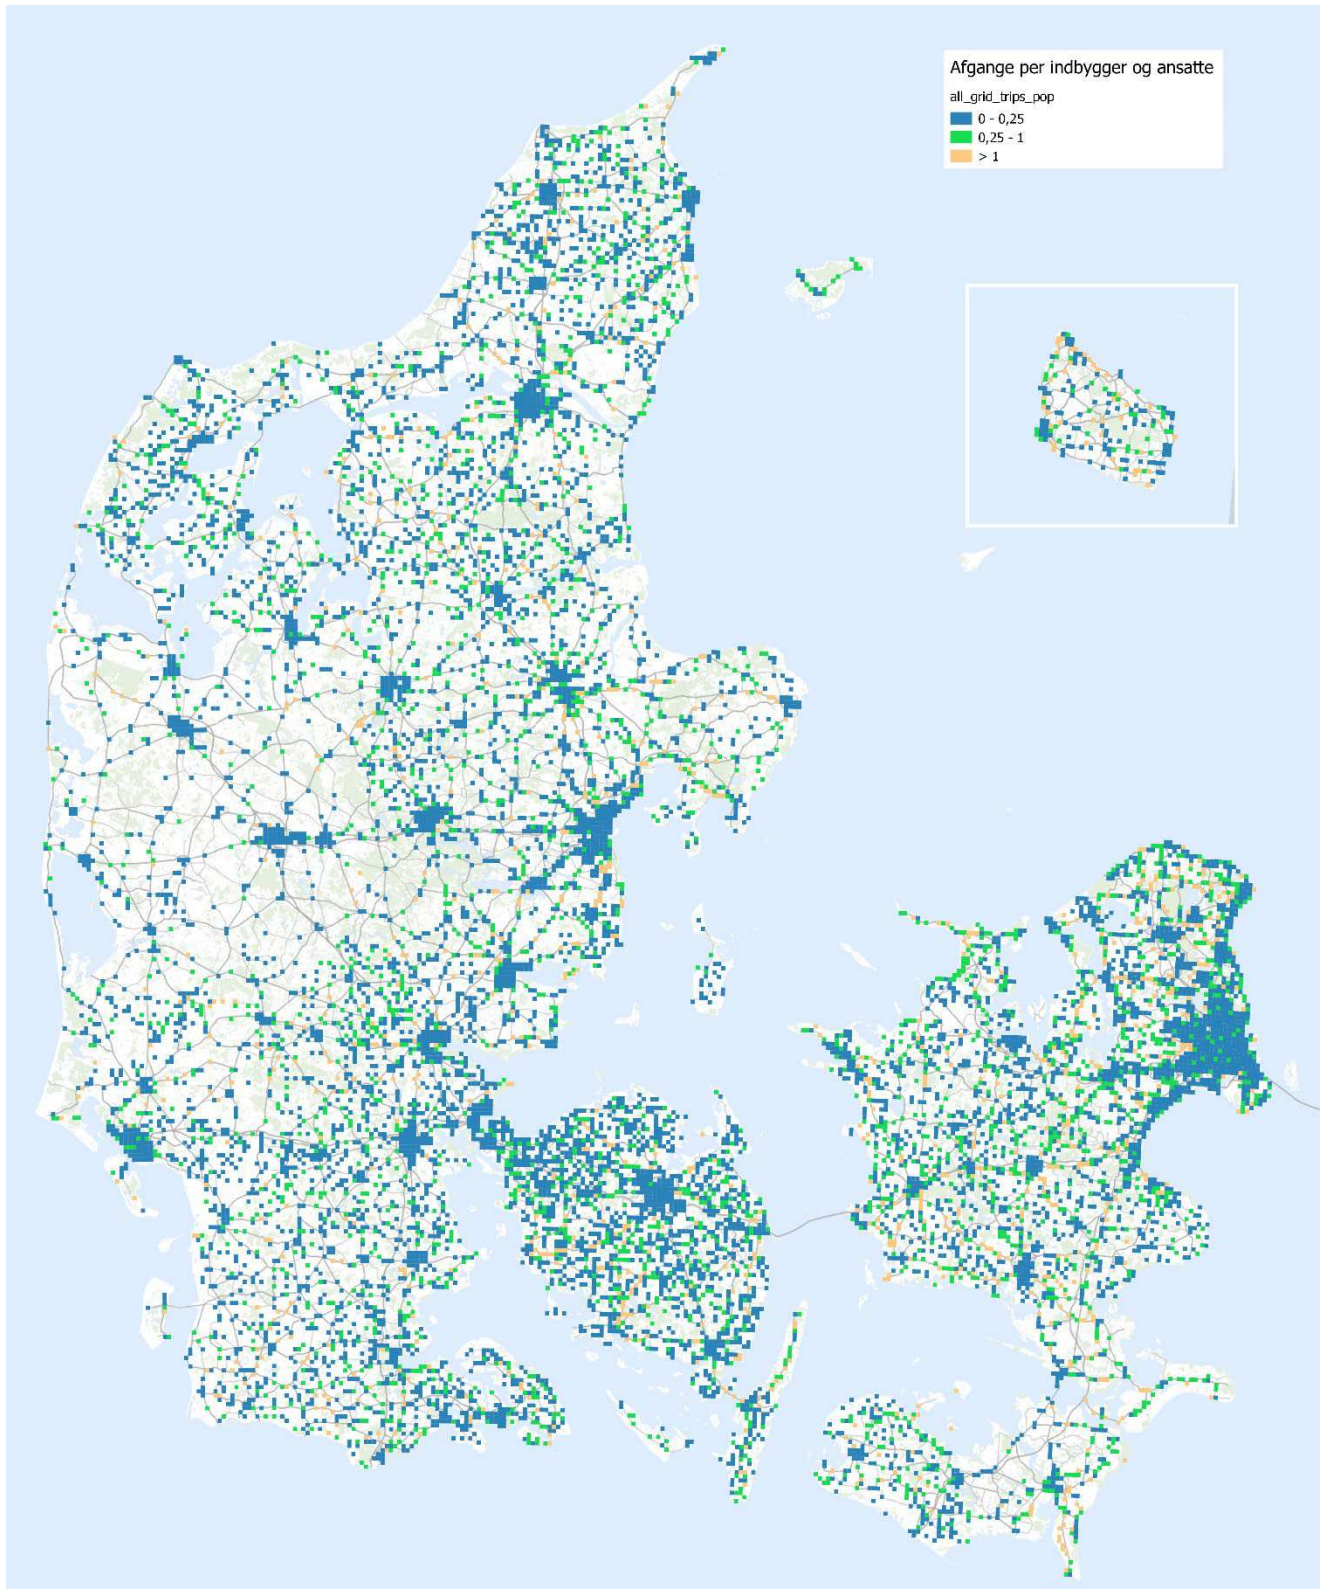 Afgange per indbygger og ansatte
all_grid_trips_pop
0 - 0,25
0,25 - 1
> 1